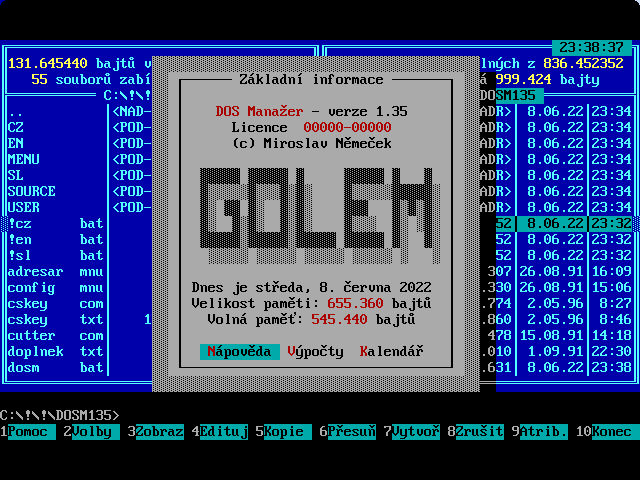 23:38:37
131.645440 bajtů v
lných z 836.452352
55 souborů zabí
á 999.424 bajty
Základní informace
C:\!\!
DOSM135
DOS Manažer - verze 1.35
Licence 00000-00000
(c) Miroslav Němeček
GOLEM
Dnes je středa, 8. června 2022
Velikost paměti: 655.360 bajtů
Volná paměť: 545.440 bajtů
Nápověda Výpočty Kalendář
.. <NAD- ADR> 8.06.22 23:34
CZ <POD- ADR> 8.06.22 23:34
EN <POD- ADR> 8.06.22 23:34
MENU <POD- ADR> 8.06.22 23:34
SL <POD- ADR> 8.06.22 23:34
SOURCE <POD- ADR> 8.06.22 23:34
USER <POD- ADR> 8.06.22 23:34
!cz bat 52 8.06.22 23:32
!en bat 52 8.06.22 23:32
!sl bat 52 8.06.22 23:32
adresar mnu 307 26.08.91 16:09
config mnu .330 26.08.91 15:06
cskey com .774 2.05.96 8:27
cskey txt 1 .860 2.05.96 8:46
cutter com 478 15.08.91 14:18
doplnek txt .010 1.09.91 22:30
dosm bat .631 8.06.22 23:38
C:\!\!\DOSM135>
1Pomoc 2Volby 3Zobraz 4Edituj 5Kopie 6Přesuň 7Vytvoř 8Zrušit 9Atrib. 10Konec